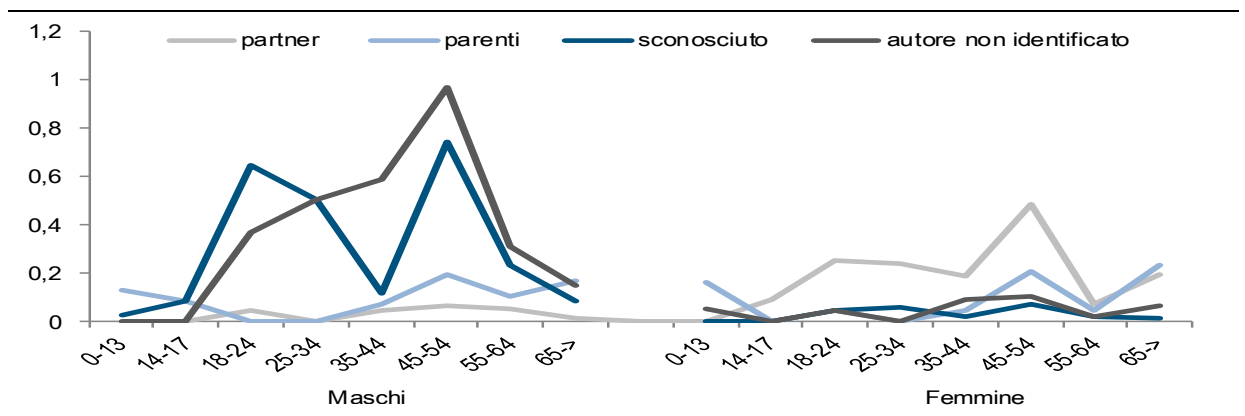 partner parenti sconosciuto autore non identificato
1,2
1
0,8
0,6
0,4
0,2
0
0-13 14-17 18-24 25-34 35-44 45-54 55-64 65-> 0-13 14-17 18-24 25-34 35-44 45-54 55-64 65->
Maschi Femmine